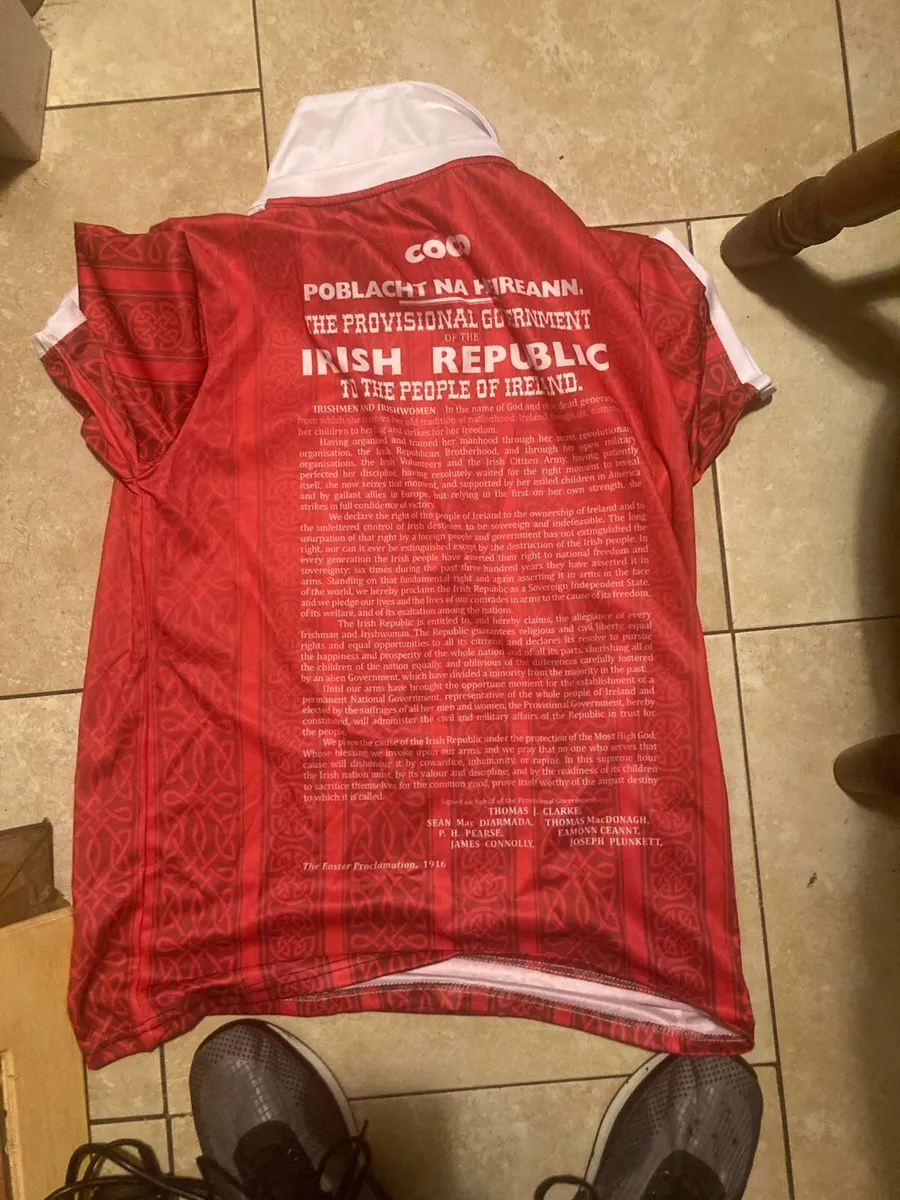 POBLACHT NA H EIREANN.
THE PROVISIONAL GOVERNMENT
OF THE
IRISH REPUBLIC
TO THE PEOPLE OF IRELAND.
IRISHMEN AND IRISHWOMEN In the name of God and of the dead
from which she receives her old tradition of nationhood, Ireland,
her children to her flag and strikes for her freedom.
Having organised and trained her manhood through her secret revolutionary
organisation, the Irish Republican Brotherhood, and through her open military
organisations, the Irish Volunteers and the Irish Citizen Army, having patiently
perfected her discipline, having resolutely waited for the right moment to reveal
itself, she now seizes that moment, and supported by her exiled children in America
and by gallant allies in Europe, but relying in the first on her own strength, she
strikes in full confidence of victory.
We declare the right of the people of Ireland to the ownership of Ireland and to
the unfettered control of Irish destinies, to be sovereign and indefeasible. The long
usurpation of that right by a foreign people and government has not extinguished the
right, nor can it ever be extinguished except by the destruction of the Irish people. In
every generation the Irish people have asserted their right to national freedom and
sovereignty; six times during the past three hundred years they have asserted it in
arms. Standing on that fundamental right and again asserting it in arms in the face
of the world, we hereby proclaim the Irish Republic as a Sovereign Independent State,
and we pledge our lives and the lives of our comrades in arms to the cause of its freedom,
of its welfare, and of its exaltation among the nations.
The Irish Republic is entitled to, and hereby claims, the allegiance of every
Irishman and Irishwoman. The Republic guarantees religious and civil liberty, equal
rights and equal opportunities to all its citizens, and declares its resolve to pursue
the happiness and prosperity of the whole nation and of all its parts, cherishing all of
the children of the nation equally, and oblivious of the differences carefully fostered
by an alien Government, which have divided a minority from the majority in the past.
Until our arms have brought the opportune moment for the establishment of a
permanent National Government, representative of the whole people of Ireland and
elected by the suffrages of all her men and women, the Provisional Government, hereby
constituted, will administer the civil and military affairs of the Republic in trust for
the people.
We place the cause of the Irish Republic under the protection of the Most High God,
Whose blessing we invoke upon our arms, and we pray that no one who serves that
cause will dishonour it by cowardice, inhumanity, or rapine. In this supreme hour
the Irish nation must, by its valour and discipline, and by the readiness of its children
to sacrifice themselves for the common good, prove itself worthy of the august destiny
to which it is called.
Signed on behalf of the Provisional Government
THOMAS J. CLARKE,
SEAN Mac DIARMADA, THOMAS MacDONAGH,
P. H. PEARSE, EAMONN CEANNT,
JAMES CONNOLLY, JOSEPH PLUNKETT,
The Easter Proclamation, 1916